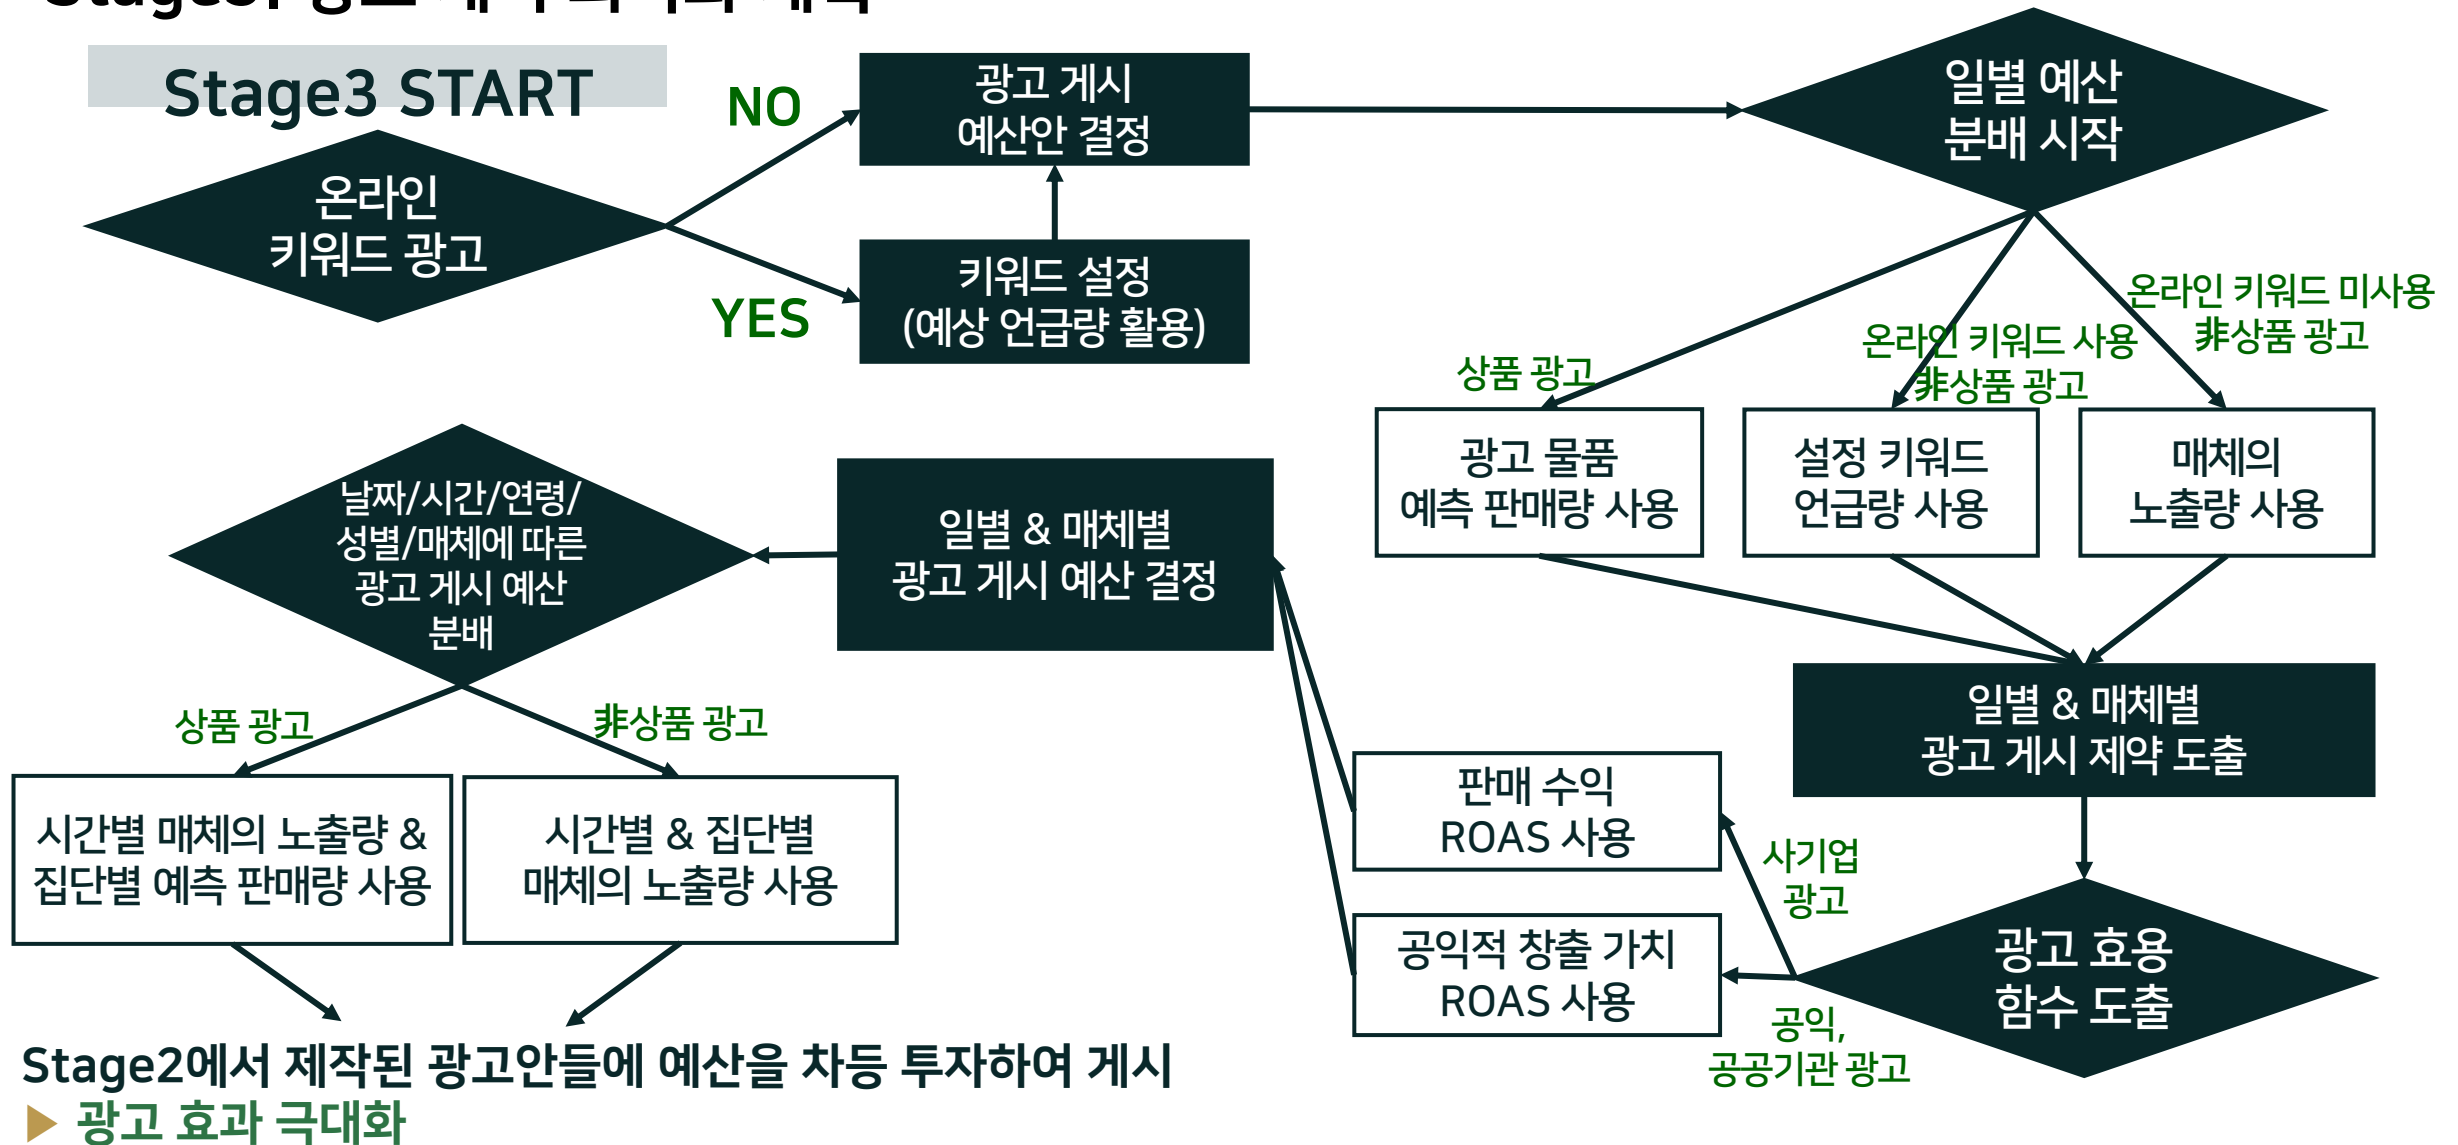 Stage3 START
온라인
키워드 광고
NO
YES
광고 게시
예산안 결정
키워드 설정
(예상 언급량 활용)
일별 예산
분배 시작
상품 광고
온라인 키워드 사용
非상품 광고
온라인 키워드 미사용
非상품 광고
광고 물품
예측 판매량 사용
설정 키워드
언급량 사용
매체의
노출량 사용
일별 & 매체별
광고 게시 제약 도출
광고 효용
함수 도출
사기업
광고
공익,
공공기관 광고
판매 수익
ROAS 사용
공익적 창출 가치
ROAS 사용
일별 & 매체별
광고 게시 예산 결정
날짜/시간/연령/
성별/매체에 따른
광고 게시 예산
분배
상품 광고
非상품 광고
시간별 매체의 노출량 &
집단별 예측 판매량 사용
시간별 & 집단별
매체의 노출량 사용
Stage2에서 제작된 광고안들에 예산을 차등 투자하여 게시
▶ 광고 효과 극대화